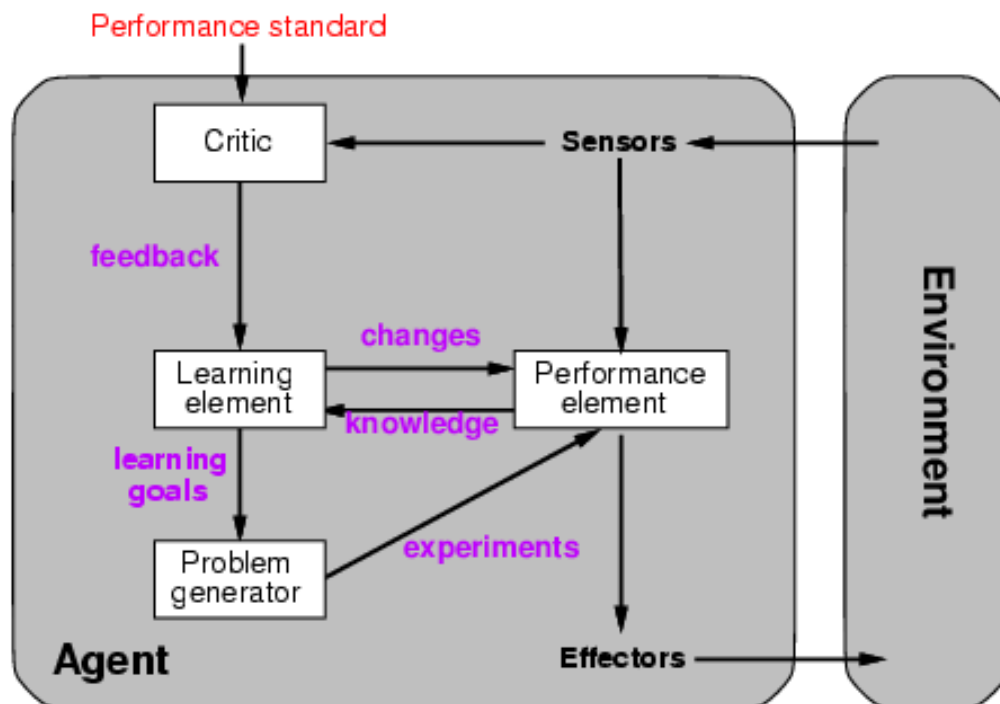 Performance standard
Critic
Sensors
feedback
changes
Learning
element
Performance
element
knowledge
learning
goals
experiments
Problem
generator
Agent
Effectors
Environment